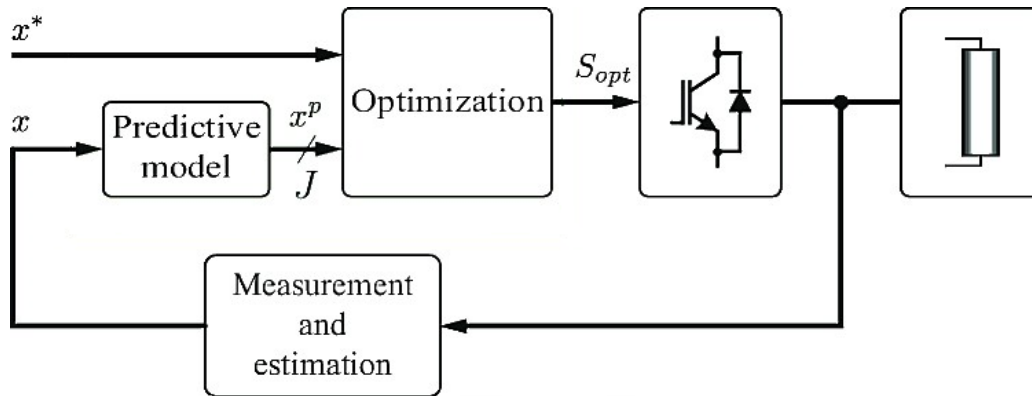 x*
x
Predictive
model
x^p
J
Optimization
S_opt
Measurement
and
estimation